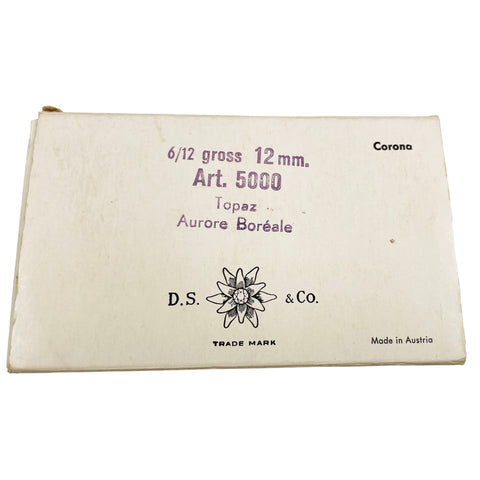 6/12 gross 12 mm.
Corona
Art. 5000
Topaz
Aurore Boréale
D.S. & Co.
TRADE MARK
Made in Austria